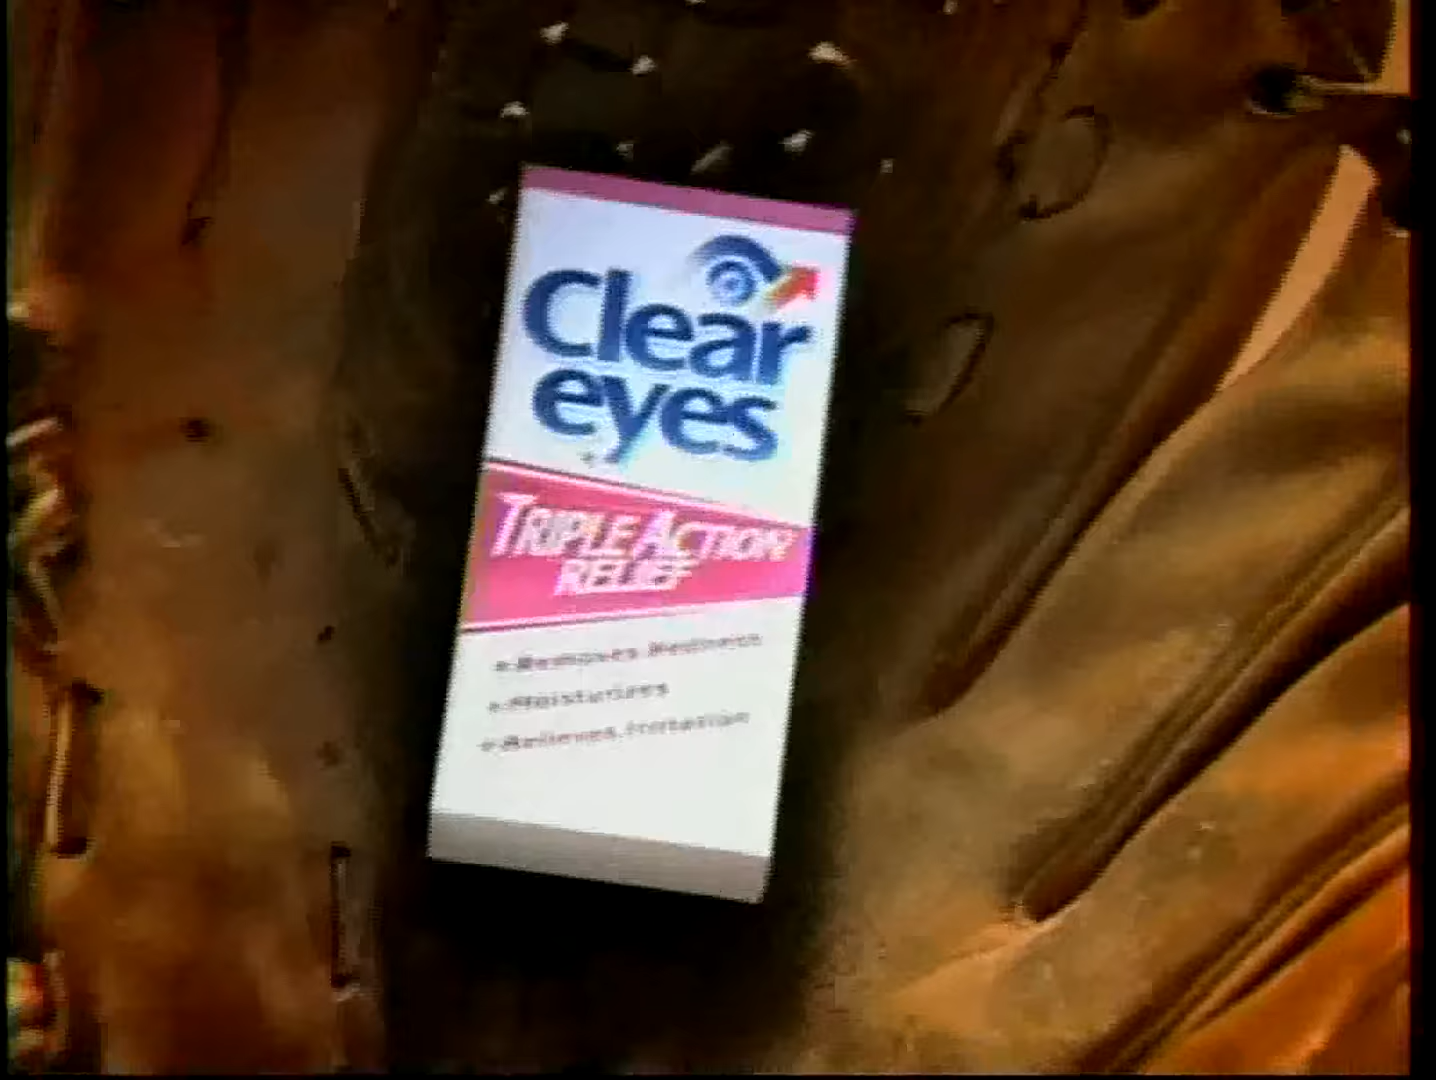 Clear
eyes
TRIPLE ACTION
RELIEF
+Removes Redness
+Moisturizes
+Relieves Irritation